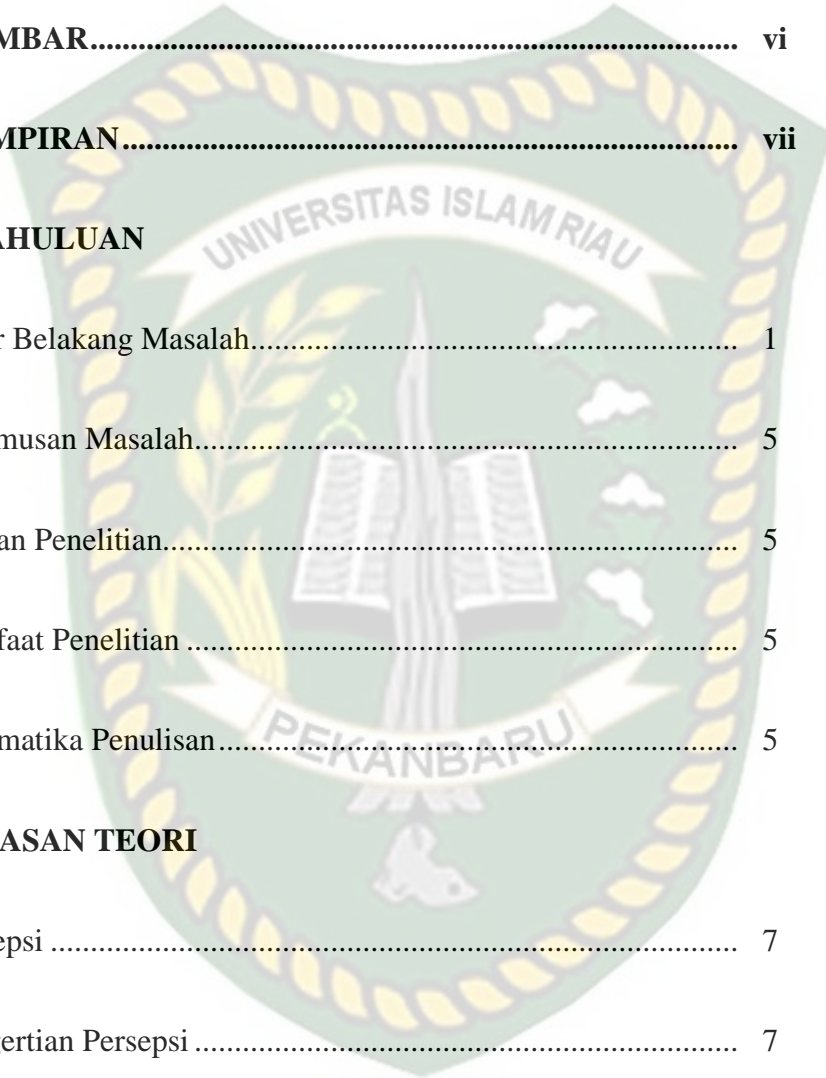 MBAR.................................................................................. vi
MPIRAN.............................................................................. vii
UNIVERSITAS ISLAM RIAU
AHULUAN
r Belakang Masalah.............................................................. 1
musan Masalah..................................................................... 5
an Penelitian......................................................................... 5
faat Penelitian ...................................................................... 5
matika Penulisan.................................................................. 5
PEKANBARU
ASAN TEORI
epsi ....................................................................................... 7
gertian Persepsi ..................................................................... 7